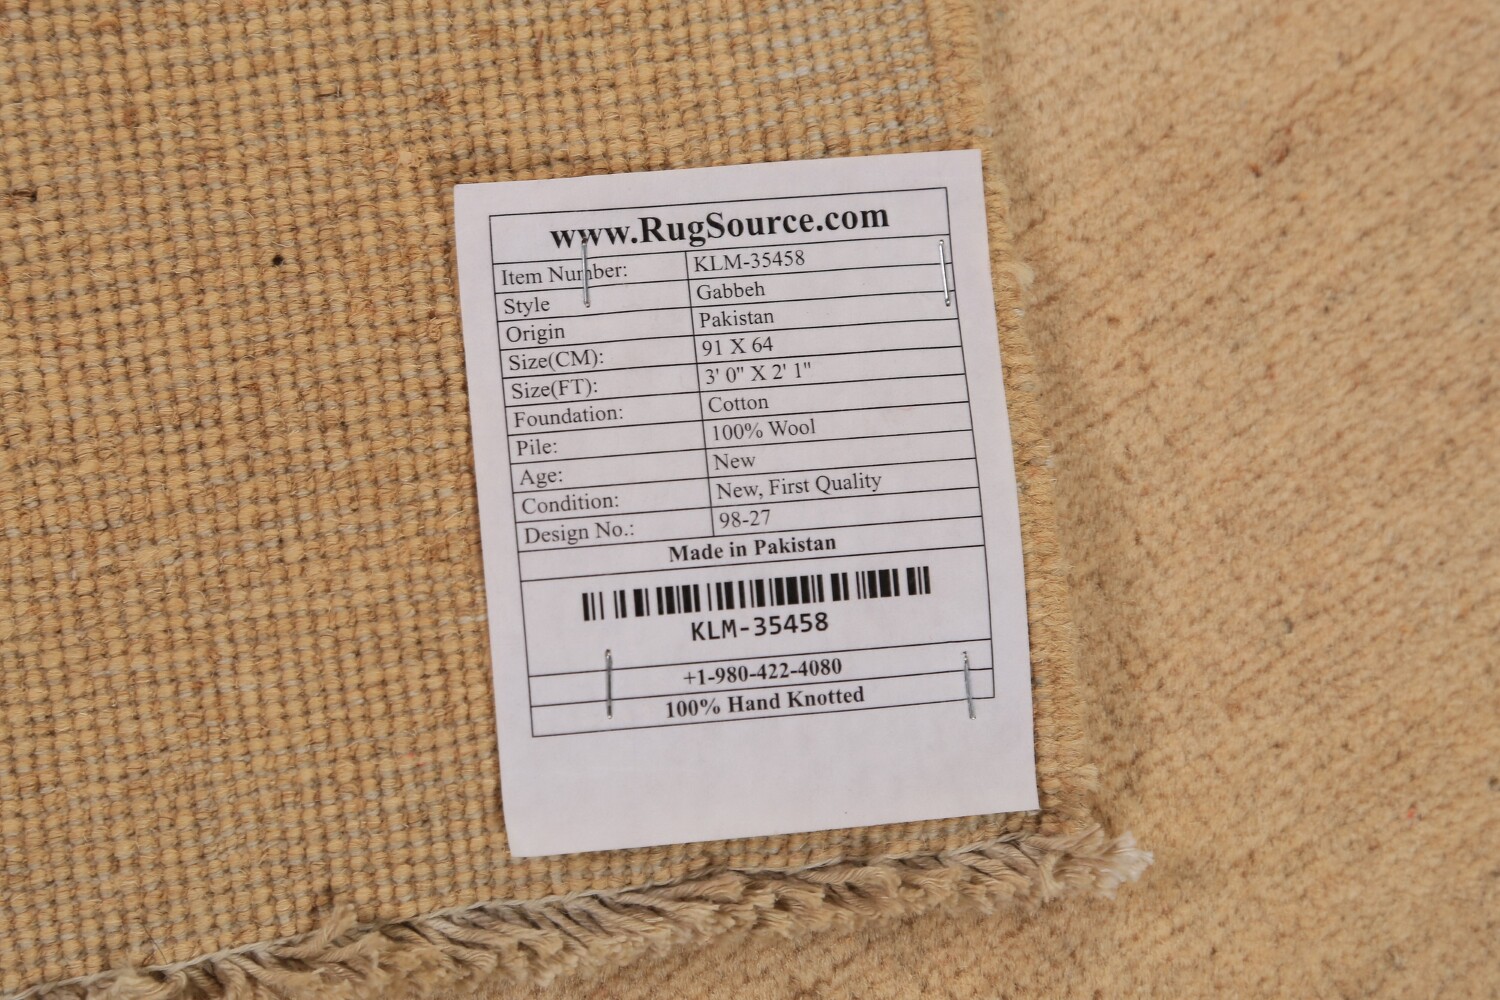 www.RugSource.com
Item Number: KLM-35458
Style Gabbeh
Origin Pakistan
Size(CM): 91 X 64
Size(FT): 3' 0" X 2' 1"
Foundation: Cotton
Pile: 100% Wool
Age: New
Condition: New, First Quality
Design No.: 98-27
Made in Pakistan
KLM-35458
+1-980-422-4080
100% Hand Knotted